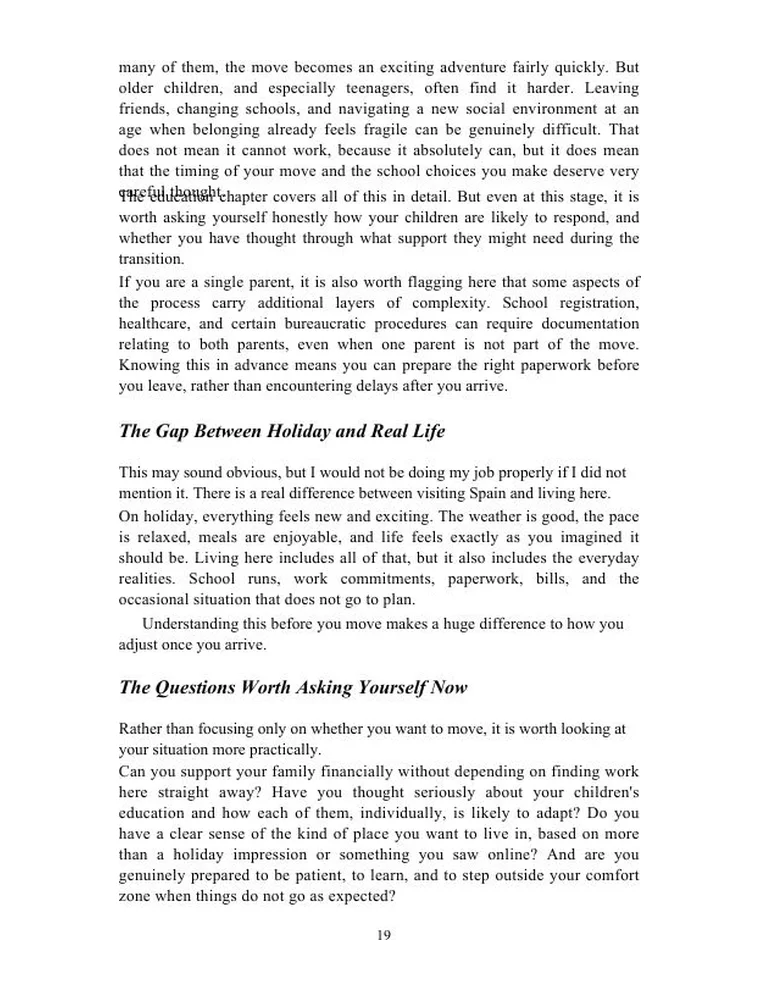 many of them, the move becomes an exciting adventure fairly quickly. But
older children, and especially teenagers, often find it harder. Leaving
friends, changing schools, and navigating a new social environment at an
age when belonging already feels fragile can be genuinely difficult. That
does not mean it cannot work, because it absolutely can, but it does mean
that the timing of your move and the school choices you make deserve very
careful thought.
The education chapter covers all of this in detail. But even at this stage, it is
worth asking yourself honestly how your children are likely to respond, and
whether you have thought through what support they might need during the
transition.
If you are a single parent, it is also worth flagging here that some aspects of
the process carry additional layers of complexity. School registration,
healthcare, and certain bureaucratic procedures can require documentation
relating to both parents, even when one parent is not part of the move.
Knowing this in advance means you can prepare the right paperwork before
you leave, rather than encountering delays after you arrive.
The Gap Between Holiday and Real Life
This may sound obvious, but I would not be doing my job properly if I did not
mention it. There is a real difference between visiting Spain and living here.
On holiday, everything feels new and exciting. The weather is good, the pace
is relaxed, meals are enjoyable, and life feels exactly as you imagined it
should be. Living here includes all of that, but it also includes the everyday
realities. School runs, work commitments, paperwork, bills, and the
occasional situation that does not go to plan.
Understanding this before you move makes a huge difference to how you
adjust once you arrive.
The Questions Worth Asking Yourself Now
Rather than focusing only on whether you want to move, it is worth looking at
your situation more practically.
Can you support your family financially without depending on finding work
here straight away? Have you thought seriously about your children's
education and how each of them, individually, is likely to adapt? Do you
have a clear sense of the kind of place you want to live in, based on more
than a holiday impression or something you saw online? And are you
genuinely prepared to be patient, to learn, and to step outside your comfort
zone when things do not go as expected?
19